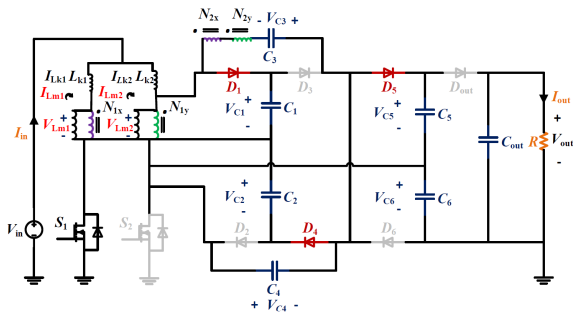 N2x N2y - VC3 +
C3
ILk1 Lk1 ILk2 Lk2
D1 D3 D5 Dout
ILm1 ILm2
N1x N1y
+ VLm1 - + VLm2 -
+ VC1 - C1
+ VC5 - C5
Iin
Iout
Cout R + Vout -
Vin S1 S2
+ VC2 - C2
+ VC6 - C6
D2 D4 D6
C4
+ VC4 -